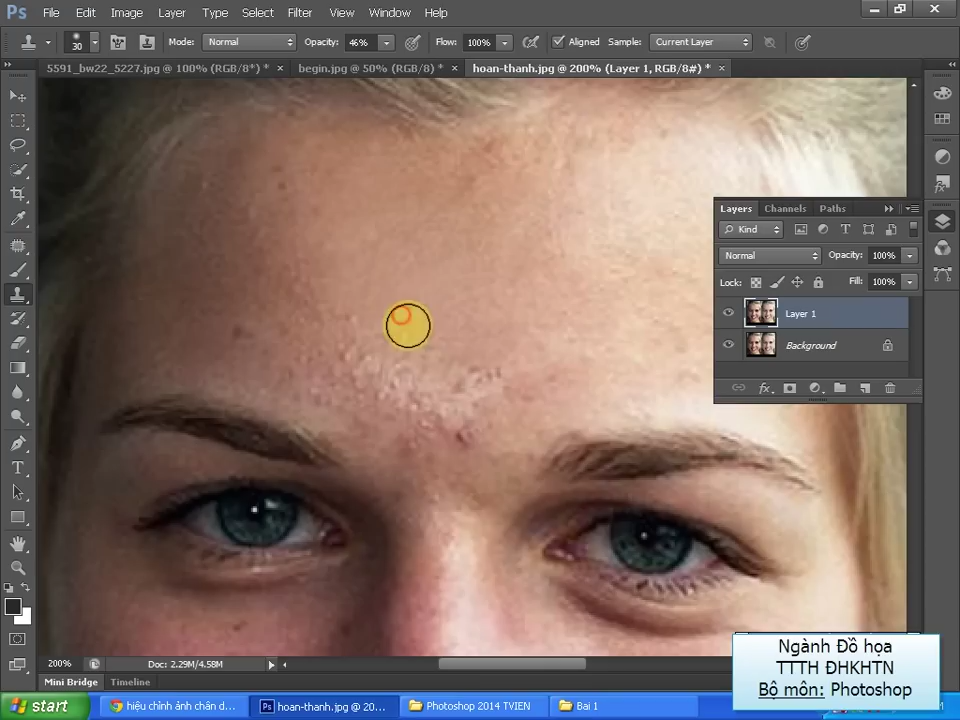 Ps File Edit Image Layer Type Select Filter View Window Help
30 Mode: Normal Opacity: 46% Flow: 100% Aligned Sample: Current Layer
5591_bw22_5227.jpg @ 100% (RGB/8*) * × begin.jpg @ 50% (RGB/8) * × hoan-thanh.jpg @ 200% (Layer 1, RGB/8#) * ×
Layers Channels Paths
Kind
Normal Opacity: 100%
Lock: Fill: 100%
Layer 1
Background
200% Doc: 2.29M/4.58M
Mini Bridge Timeline
Ngành Đồ họa
TTTH ĐHKHTN
Bộ môn: Photoshop
start hiệu chỉnh ảnh chân d... hoan-thanh.jpg @ 20... Photoshop 2014 TVIEN Bai 1